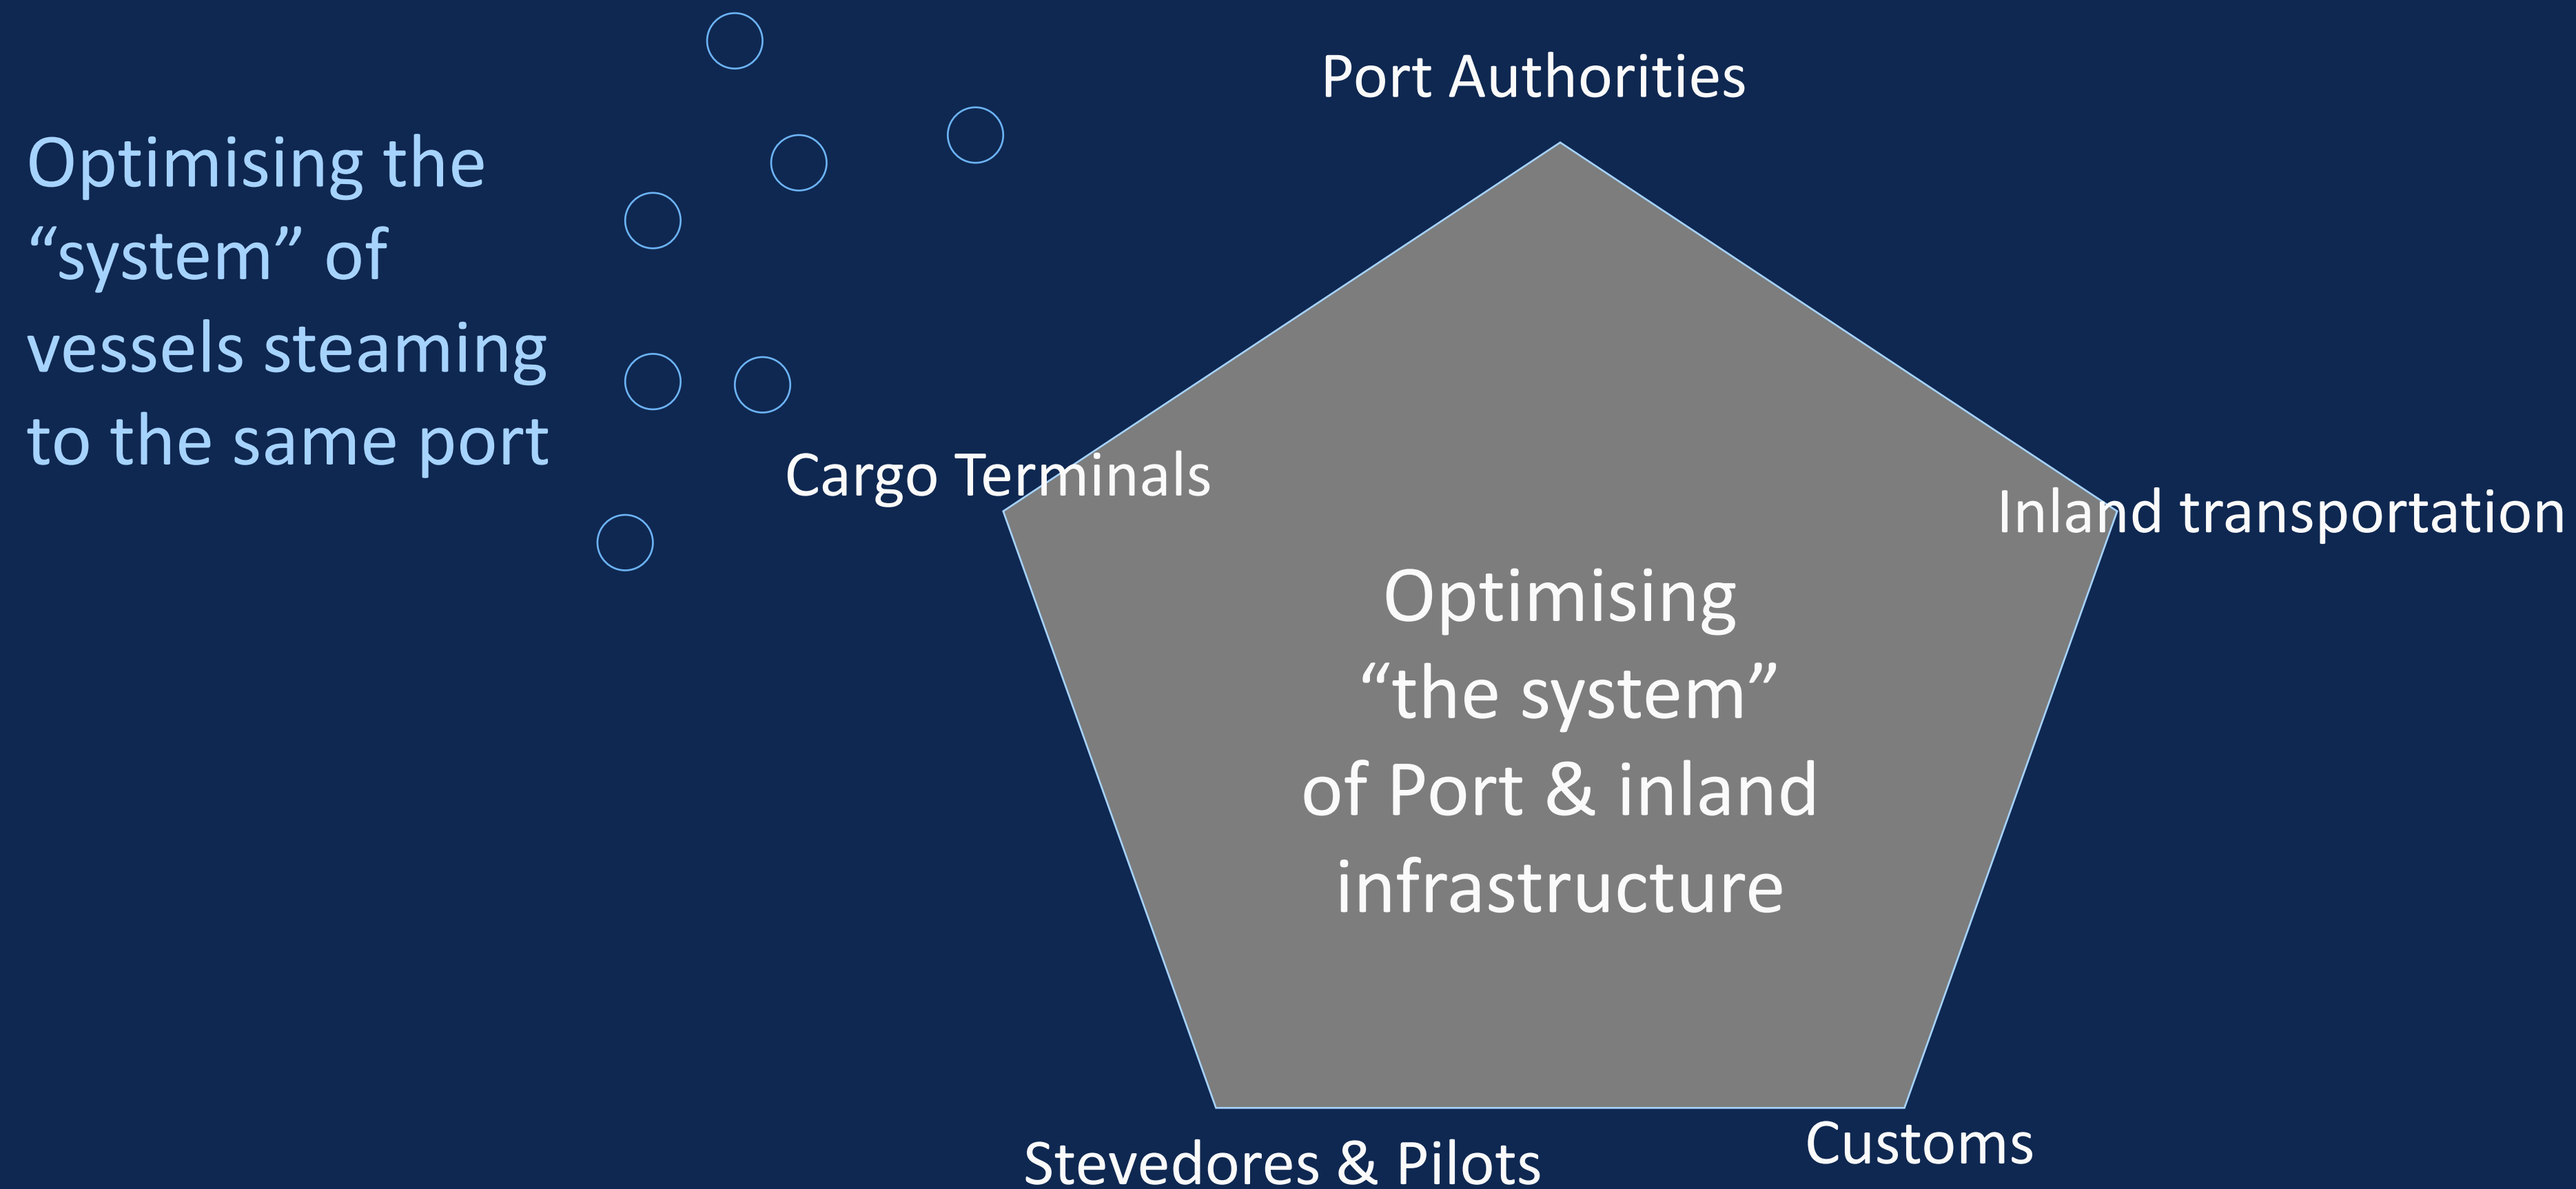 Optimising the
“system” of
vessels steaming
to the same port
Port Authorities
Cargo Terminals
Inland transportation
Optimising
“the system”
of Port & inland
infrastructure
Stevedores & Pilots
Customs